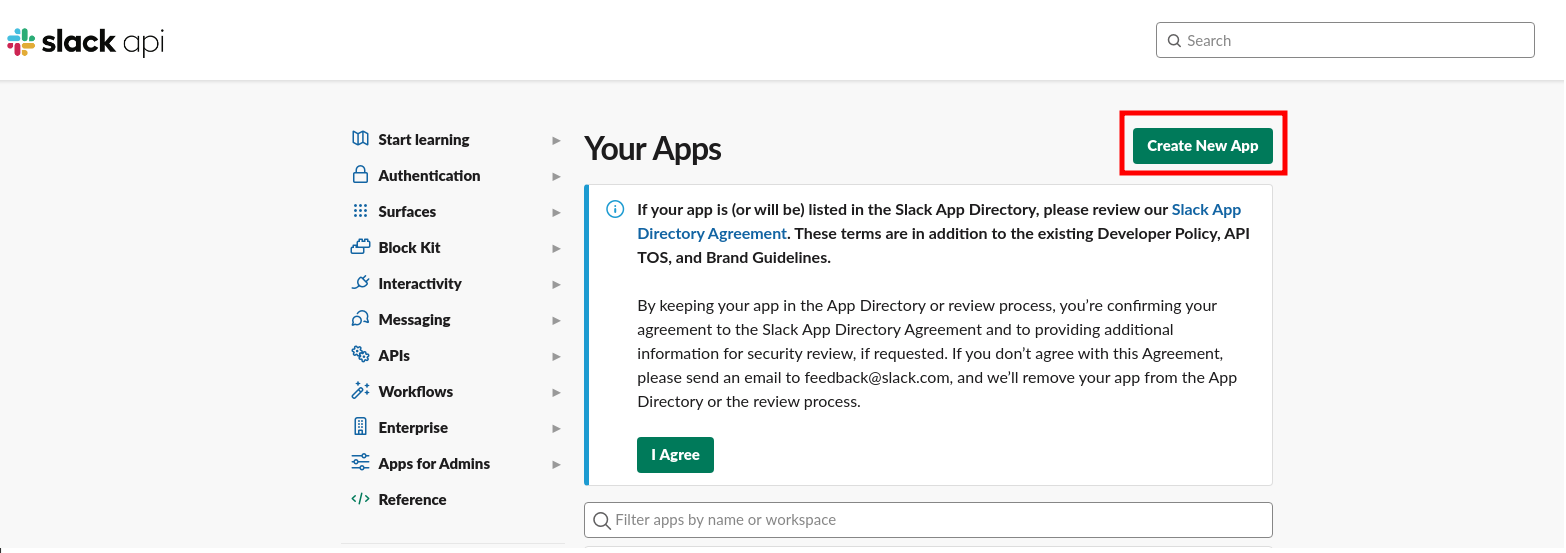 slack api
Search
Start learning
Authentication
Surfaces
Block Kit
Interactivity
Messaging
APIs
Workflows
Enterprise
Apps for Admins
Reference
Your Apps
Create New App
If your app is (or will be) listed in the Slack App Directory, please review our Slack App
Directory Agreement. These terms are in addition to the existing Developer Policy, API
TOS, and Brand Guidelines.
By keeping your app in the App Directory or review process, you’re confirming your
agreement to the Slack App Directory Agreement and to providing additional
information for security review, if requested. If you don’t agree with this Agreement,
please send an email to feedback@slack.com, and we’ll remove your app from the App
Directory or the review process.
I Agree
Filter apps by name or workspace